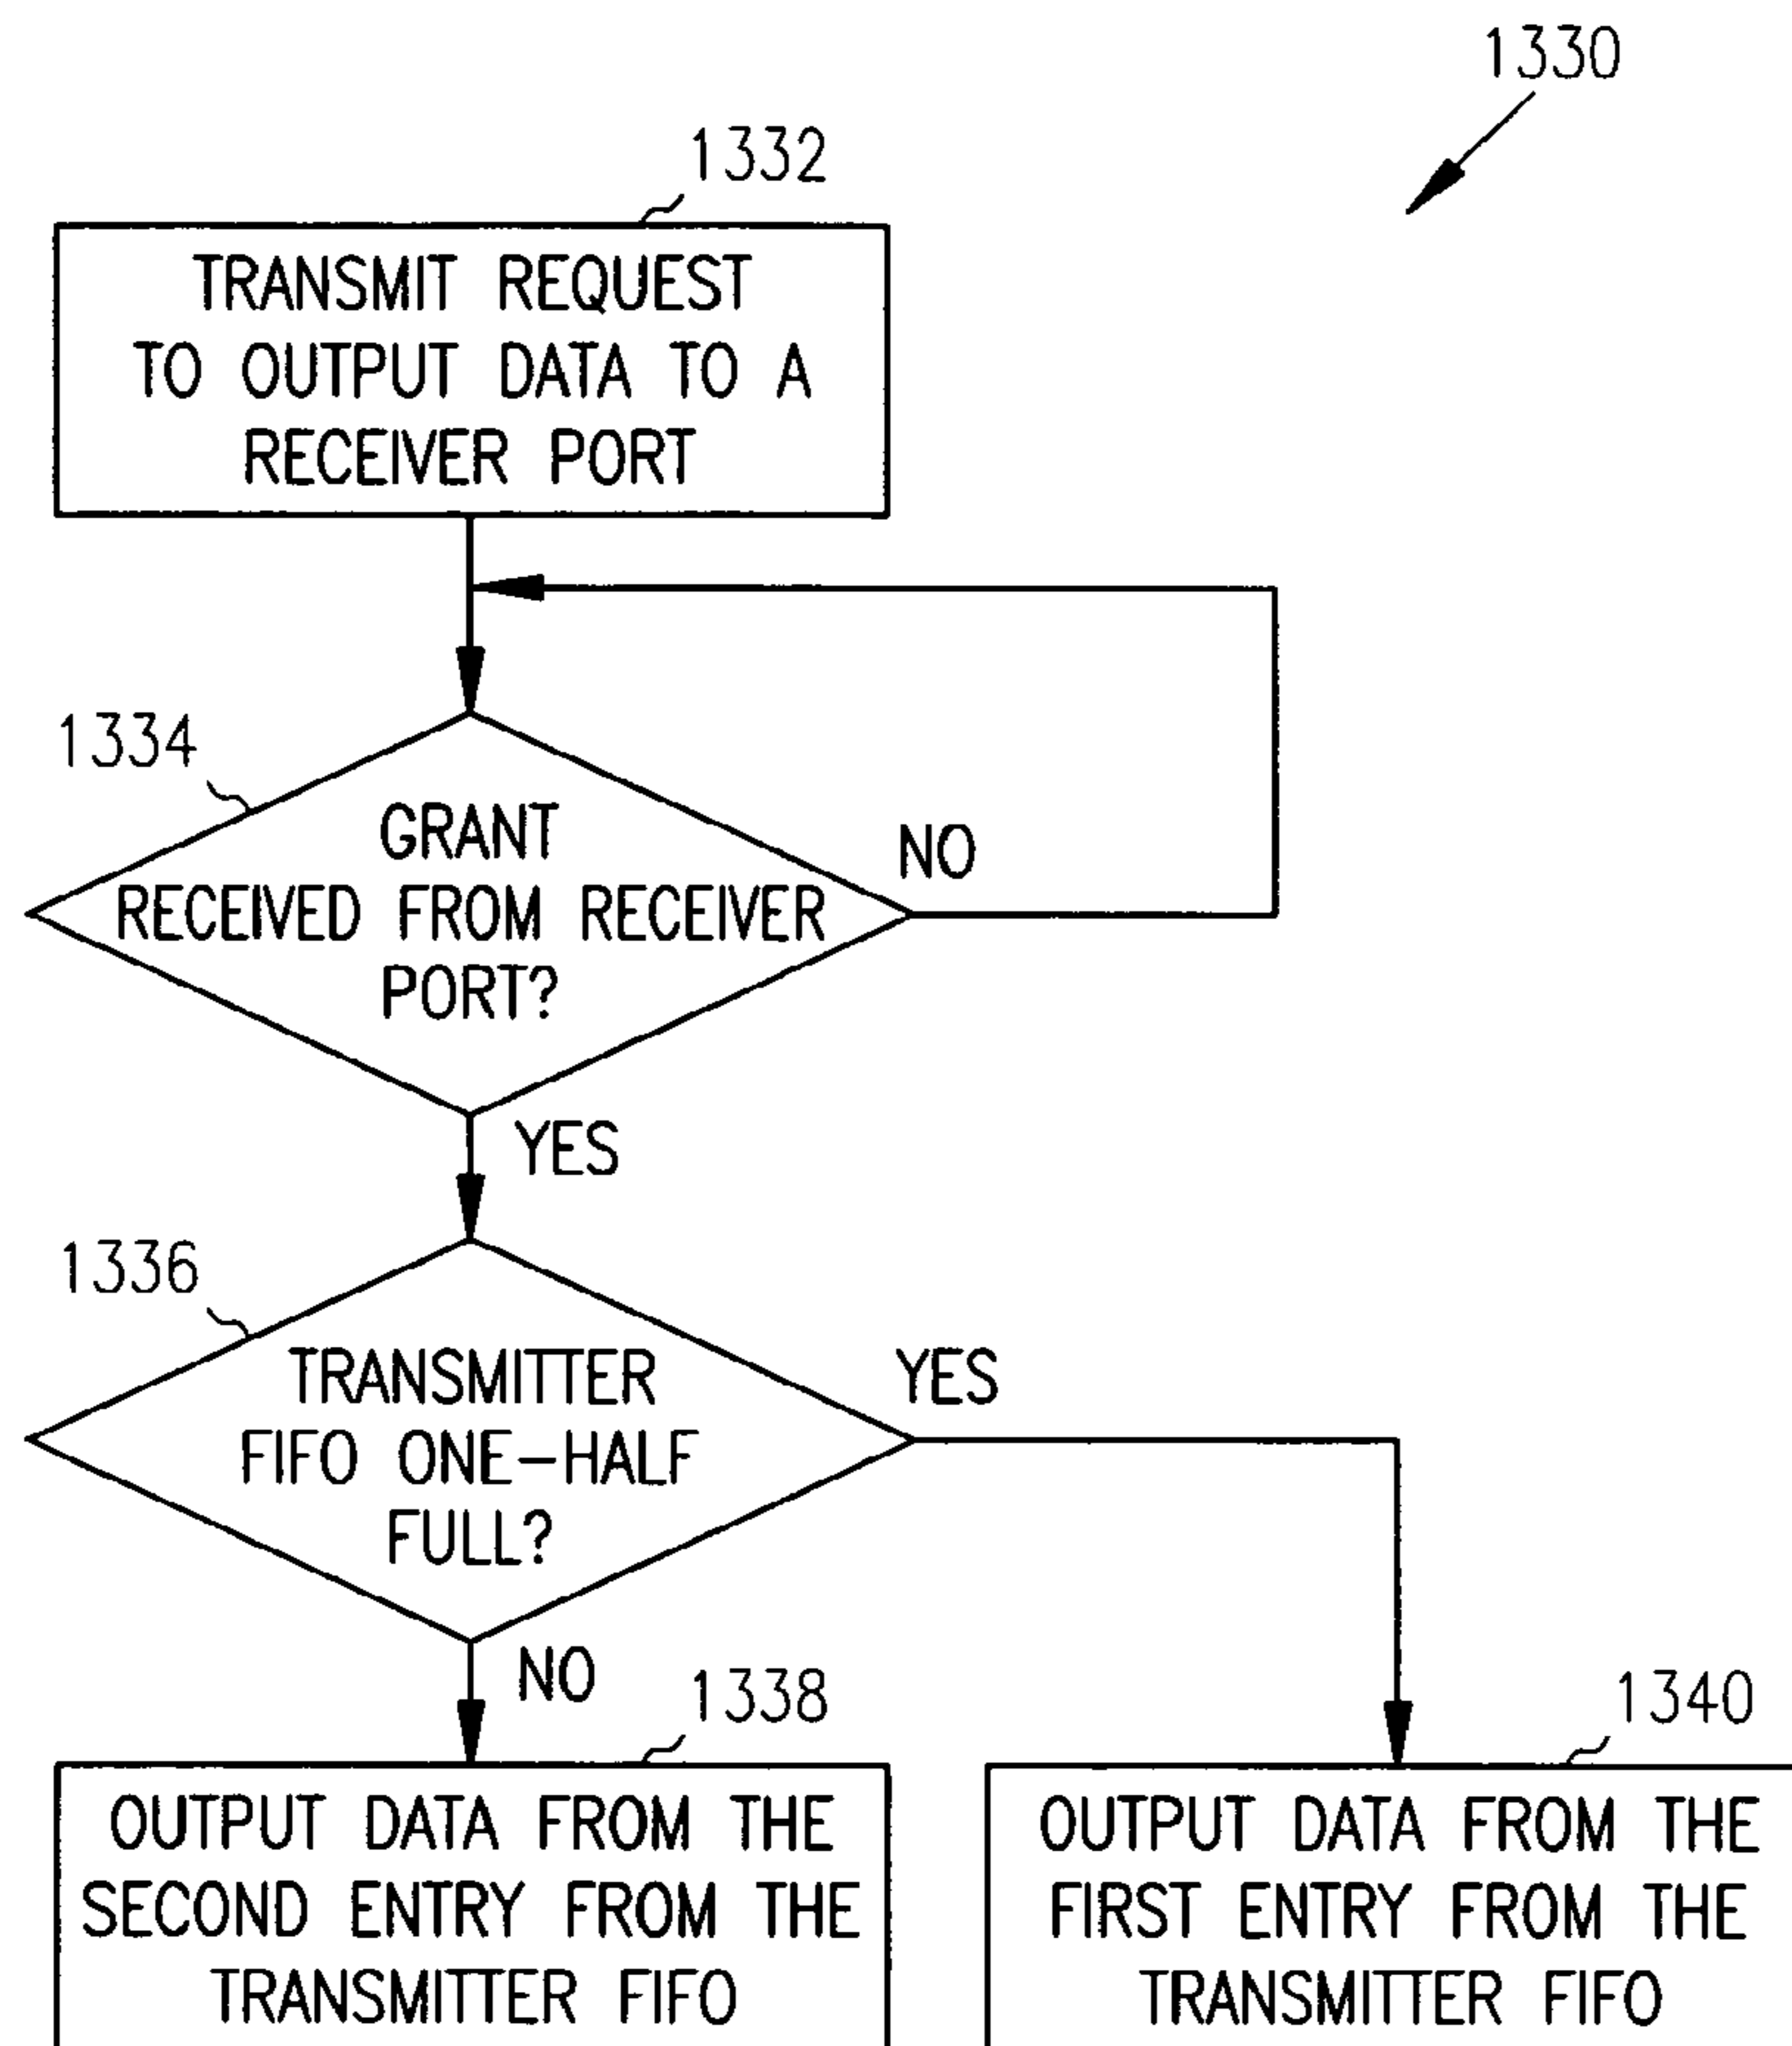 1330
1332
TRANSMIT REQUEST
TO OUTPUT DATA TO A
RECEIVER PORT
1334
GRANT
RECEIVED FROM RECEIVER
PORT?
NO
YES
1336
TRANSMITTER
FIFO ONE-HALF
FULL?
YES
NO
1338
OUTPUT DATA FROM THE
SECOND ENTRY FROM THE
TRANSMITTER FIFO
1340
OUTPUT DATA FROM THE
FIRST ENTRY FROM THE
TRANSMITTER FIFO